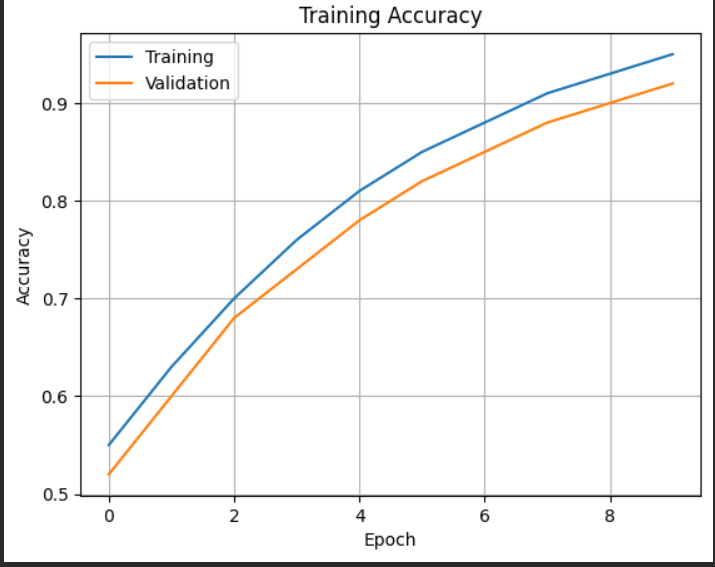 Training Accuracy
Training
Validation
0.9
0.8
0.7
0.6
0.5
Accuracy
0 2 4 6 8
Epoch